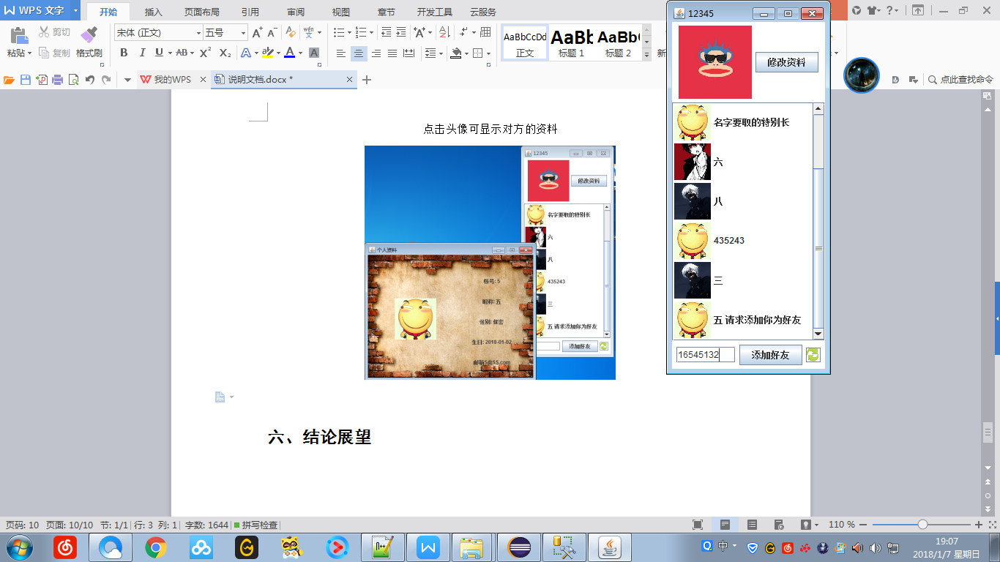 WPS 文字
开始
插入
页面布局
引用
审阅
视图
章节
开发工具
云服务
粘贴
剪切
复制
格式刷
宋体 (正文)
五号
AaBbCcDd
正文
AaBb
标题 1
AaBb(
标题 2
新
我的WPS
说明文档.docx *
点此查找命令
点击头像可显示对方的资料
12345
修改资料
名字要取的特别长
六
八
435243
三
五 请求添加你为好友
添加好友
个人资料
帐号: 5
昵称: 五
性别: 保密
生日: 2018-01-02
邮箱5@SS.com
六、结论展望
12345
修改资料
名字要取的特别长
六
八
435243
三
五 请求添加你为好友
16545132
添加好友
页码: 10 页面: 10/10 节: 1/1 行: 3 列: 1 字数: 1644 拼写检查
110 %
中
19:07
2018/1/7 星期日